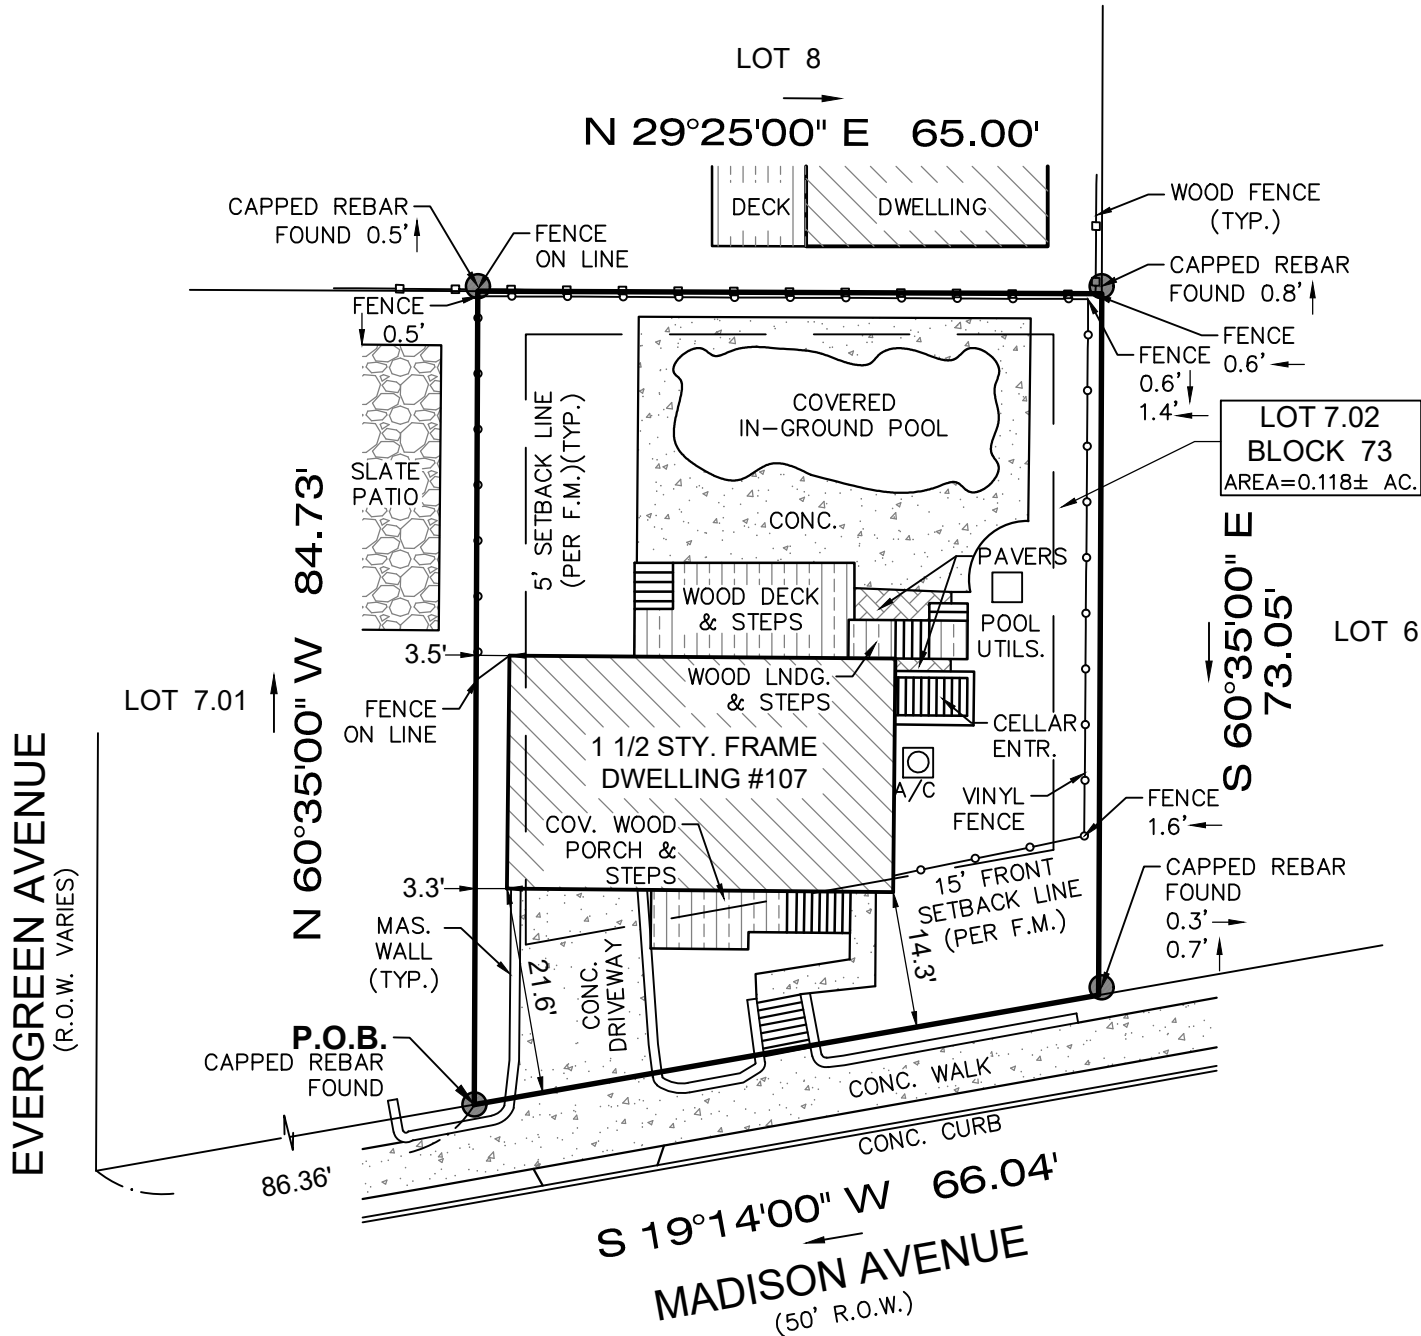 LOT 8
N 29°25'00" E 65.00'
CAPPED REBAR
FOUND 0.5'
FENCE
ON LINE
DECK
DWELLING
WOOD FENCE
(TYP.)
CAPPED REBAR
FOUND 0.8'
FENCE
0.5'
FENCE
0.6'
FENCE
0.6'
1.4'
LOT 7.02
BLOCK 73
AREA=0.118± AC.
5' SETBACK LINE
(PER F.M.)(TYP.)
COVERED
IN-GROUND POOL
CONC.
SLATE
PATIO
N 60°35'00" W 84.73'
S 60°35'00" E
73.05'
LOT 6
PAVERS
WOOD DECK
& STEPS
POOL
UTILS.
3.5'
WOOD LNDG.
& STEPS
LOT 7.01
FENCE
ON LINE
CELLAR
ENTR.
1 1/2 STY. FRAME
DWELLING #107
A/C
VINYL
FENCE
FENCE
1.6'
COV. WOOD
PORCH &
STEPS
EVERGREEN AVENUE
(R.O.W. VARIES)
3.3'
15' FRONT
SETBACK LINE
(PER F.M.)
CAPPED REBAR
FOUND
0.3'
0.7'
MAS.
WALL
(TYP.)
21.6'
CONC.
DRIVEWAY
14.3'
P.O.B.
CAPPED REBAR
FOUND
CONC. WALK
CONC. CURB
86.36'
S 19°14'00" W 66.04'
MADISON AVENUE
(50' R.O.W.)